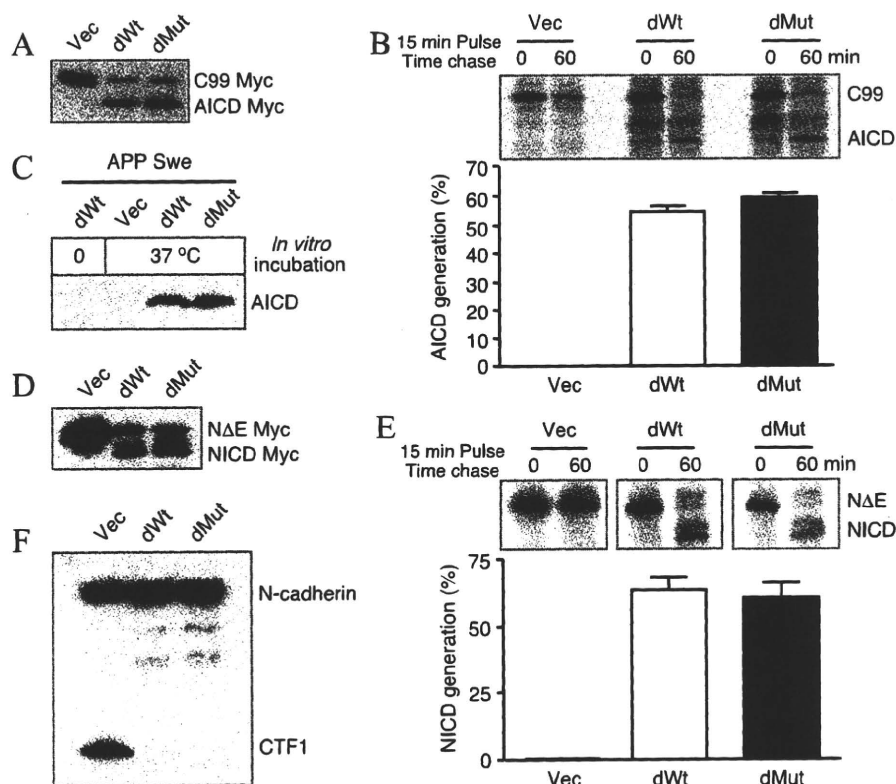 A
Vec dWt dMut
C99 Myc
AICD Myc
B
Vec dWt dMut
15 min Pulse
Time chase 0 60 0 60 0 60 min
C99
AICD
AICD generation (%)
70
60
50
40
30
20
10
0
Vec dWt dMut
C
APP Swe
dWt Vec dWt dMut
0 37 ºC In vitro
incubation
AICD
D
Vec dWt dMut
NΔE Myc
NICD Myc
E
Vec dWt dMut
15 min Pulse
Time chase 0 60 0 60 0 60 min
NΔE
NICD
NICD generation (%)
75
50
25
0
Vec dWt dMut
F
Vec dWt dMut
N-cadherin
CTF1